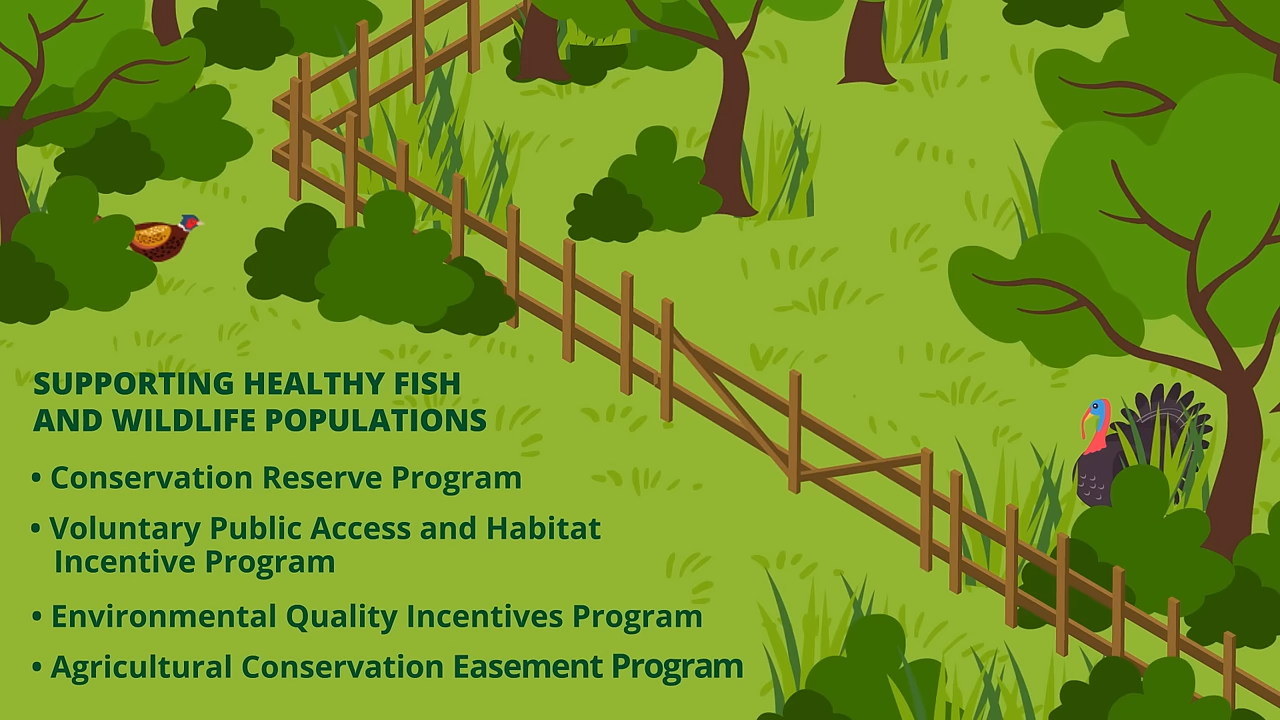 SUPPORTING HEALTHY FISH
AND WILDLIFE POPULATIONS
• Conservation Reserve Program
• Voluntary Public Access and Habitat
Incentive Program
• Environmental Quality Incentives Program
• Agricultural Conservation Easement Program